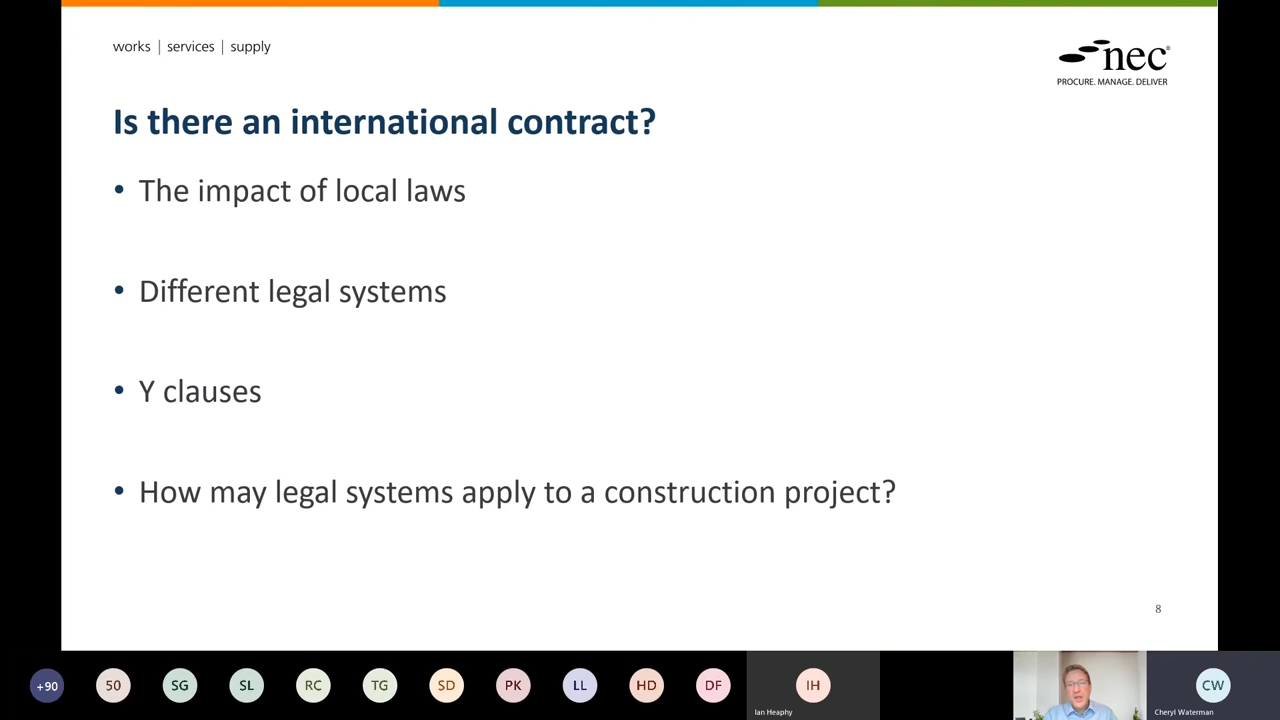 works | services | supply
nec®
PROCURE. MANAGE. DELIVER
Is there an international contract?
• The impact of local laws
• Different legal systems
• Y clauses
• How may legal systems apply to a construction project?
8
+90
50
SG
SL
RC
TG
SD
PK
LL
HD
DF
IH
CW
Ian Heaphy
Cheryl Waterman